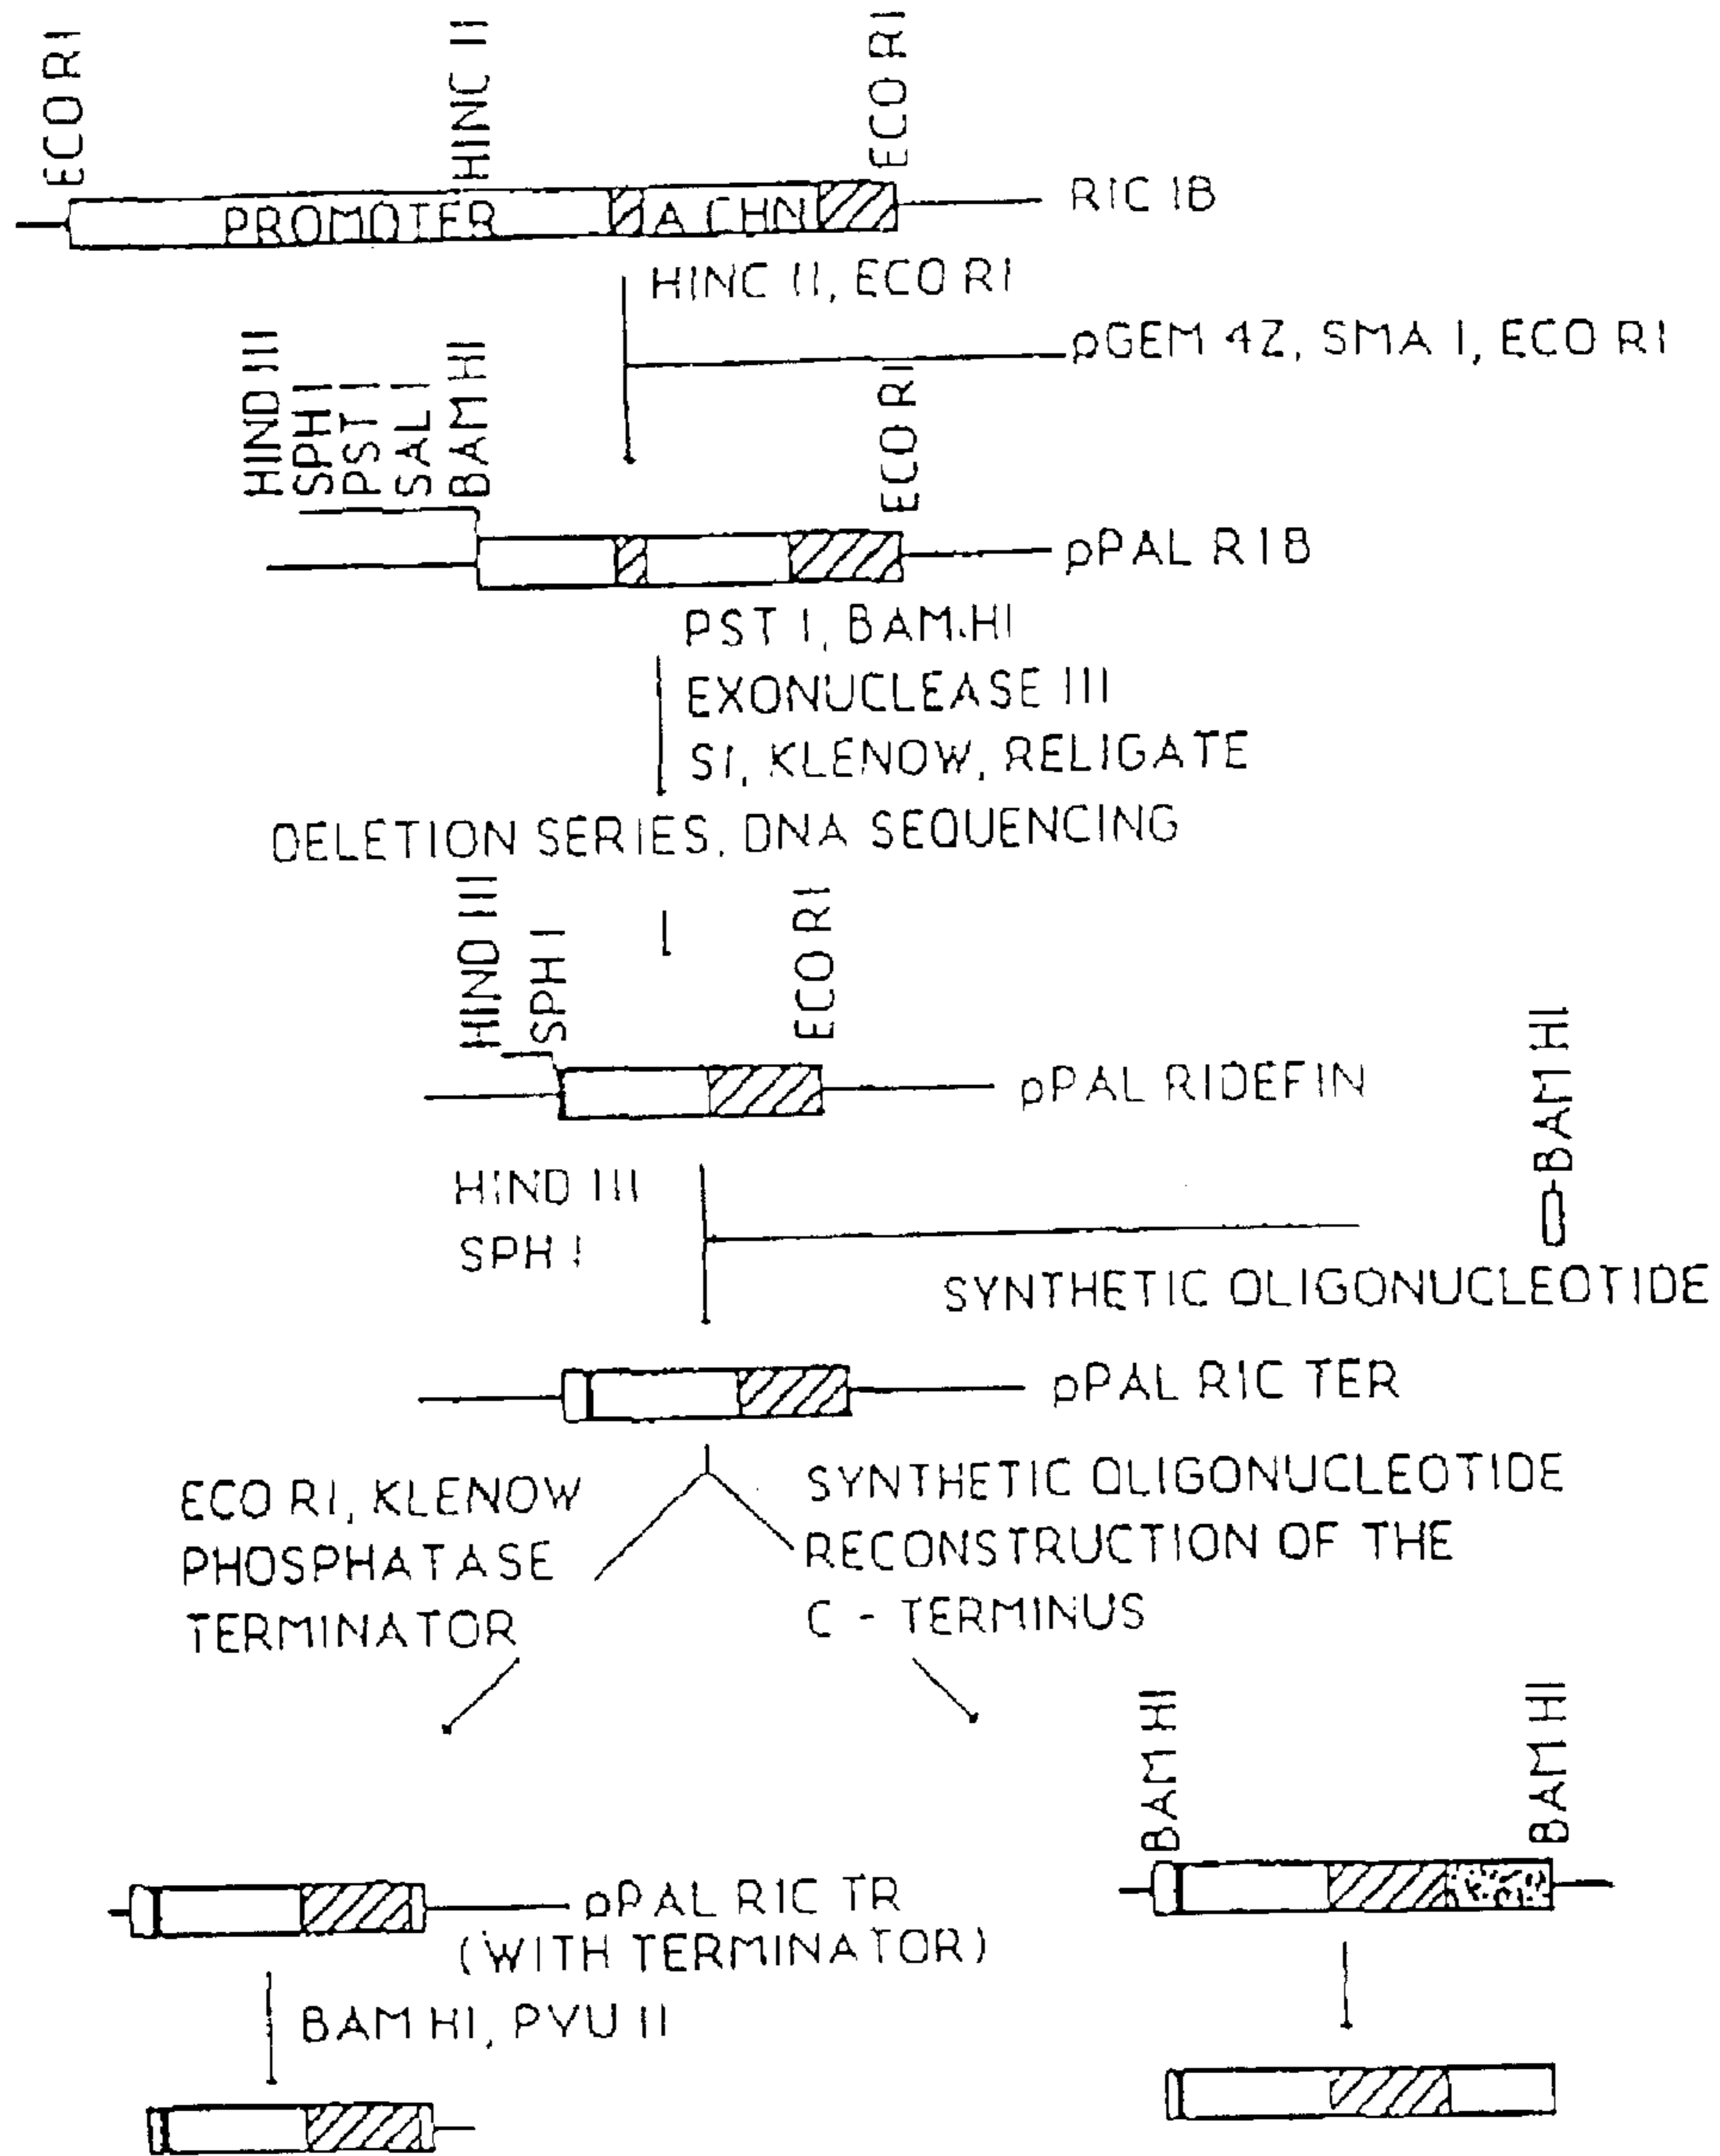 ECO RI
HINC II
ECO RI
PROMOTER
A CHN
RIC 1B
HINC II, ECO RI
pGEM 4Z, SMA I, ECO RI
HIND III
SPH I
PST I
SAL I
BAM HI
ECO RI
pPAL R1B
PST I, BAM.HI
EXONUCLEASE III
S1, KLENOW, RELIGATE
DELETION SERIES, DNA SEQUENCING
HIND III
SPH I
ECO RI
pPAL RIDEFIN
BAM HI
HIND III
SPH I
SYNTHETIC OLIGONUCLEOTIDE
pPAL RIC TER
ECO RI, KLENOW
PHOSPHATASE
TERMINATOR
SYNTHETIC OLIGONUCLEOTIDE
RECONSTRUCTION OF THE
C - TERMINUS
BAM HI
BAM HI
pPAL RIC TR
(WITH TERMINATOR)
BAM HI, PVU II